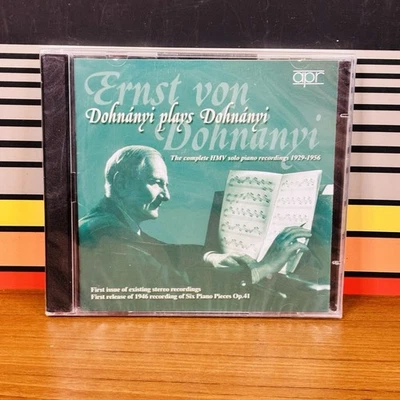 apr
Ernst von
Dohnányi plays Dohnányi
Dohnányi
The complete HMV solo piano recordings 1929-1956
First issue of existing stereo recordings
First release of 1946 recording of Six Piano Pieces Op.41